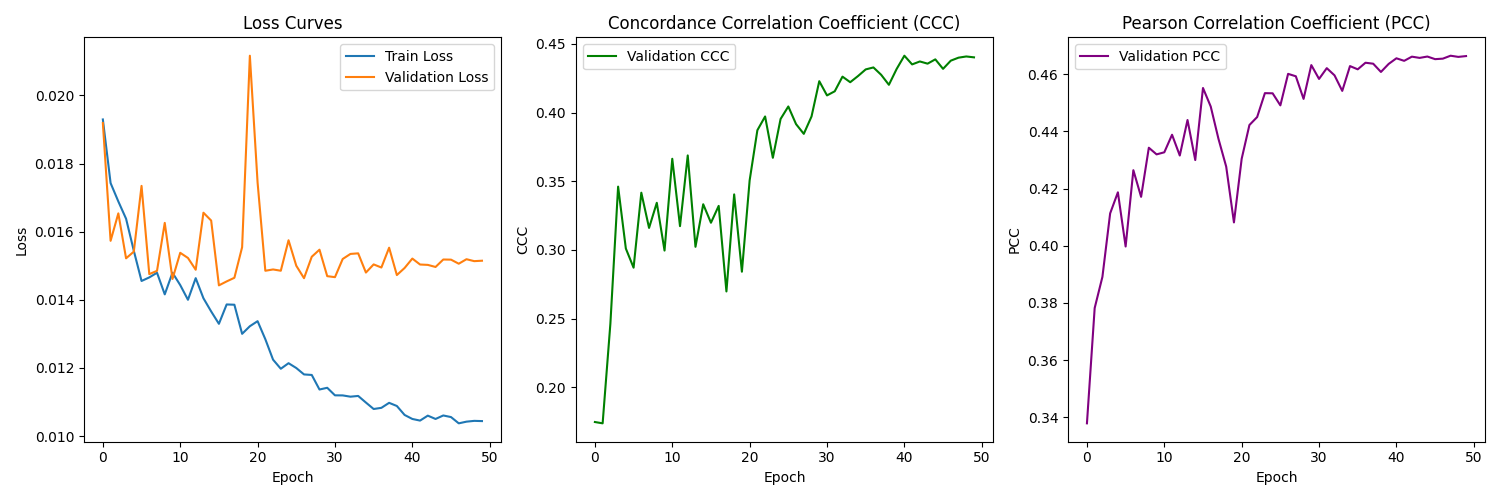 Loss Curves
Train Loss
Validation Loss
0.020
0.018
0.016
0.014
0.012
0.010
Loss
0 10 20 30 40 50
Epoch
Concordance Correlation Coefficient (CCC)
Validation CCC
0.45
0.40
0.35
0.30
0.25
0.20
CCC
0 10 20 30 40 50
Epoch
Pearson Correlation Coefficient (PCC)
Validation PCC
0.46
0.44
0.42
0.40
0.38
0.36
0.34
PCC
0 10 20 30 40 50
Epoch